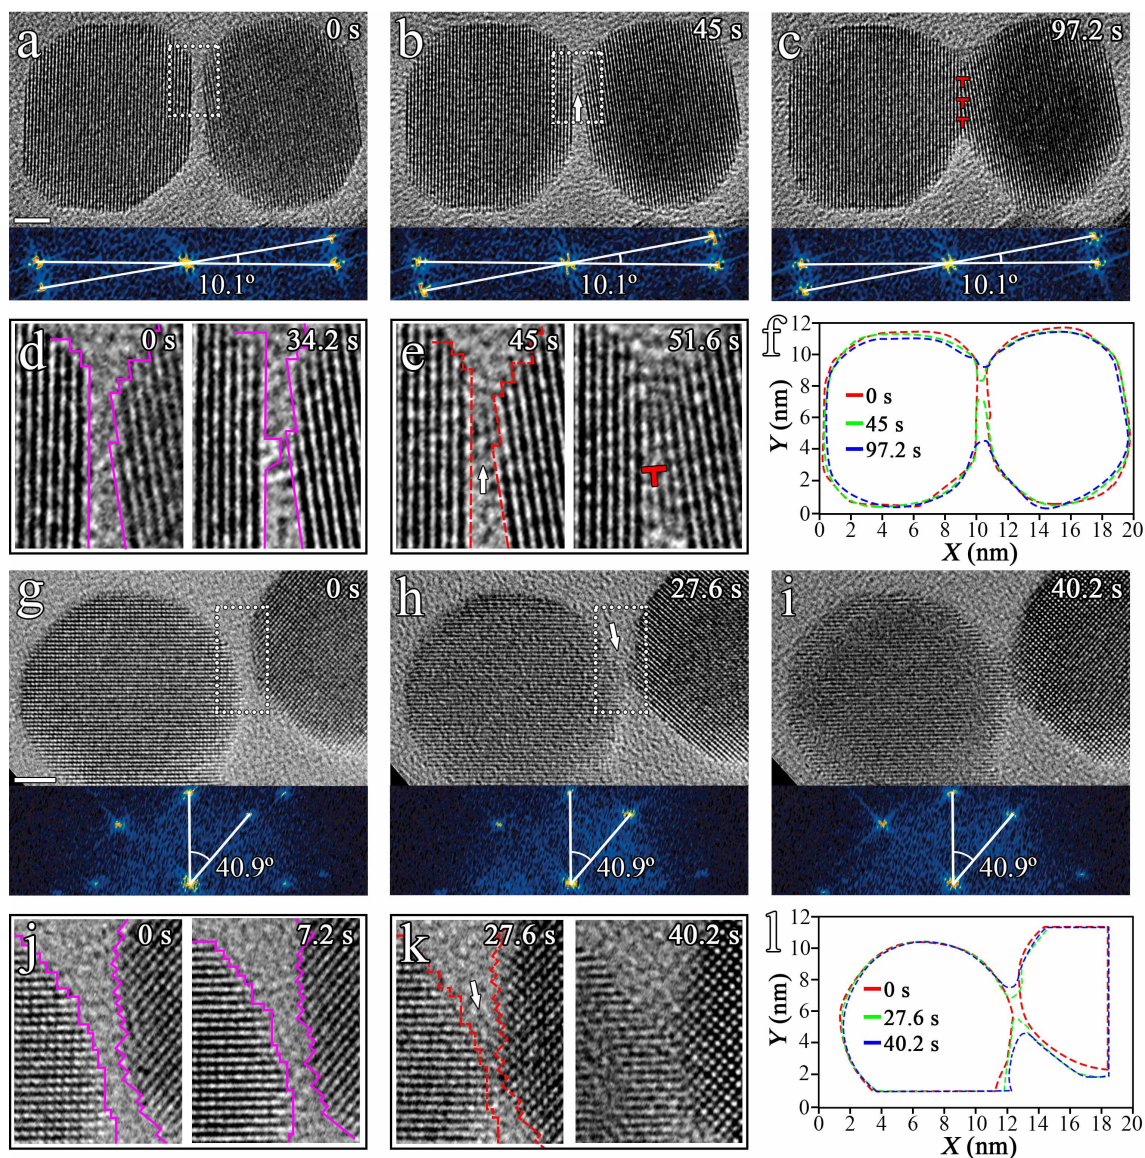 a
0 s
b
45 s
c
97.2 s
10.1º
10.1º
10.1º
d
0 s
34.2 s
e
45 s
51.6 s
f
12
10
8
6
4
2
0
Y (nm)
0 s
45 s
97.2 s
0 2 4 6 8 10 12 14 16 18 20
X (nm)
g
0 s
h
27.6 s
i
40.2 s
40.9º
40.9º
40.9º
j
0 s
7.2 s
k
27.6 s
40.2 s
l
12
10
8
6
4
2
0
Y (nm)
0 s
27.6 s
40.2 s
0 2 4 6 8 10 12 14 16 18 20
X (nm)